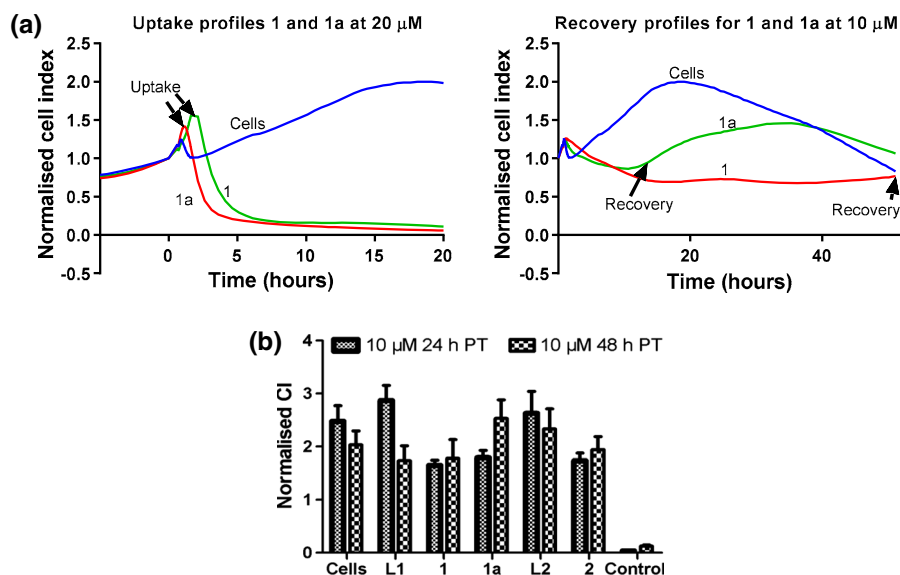 (a)
Uptake profiles 1 and 1a at 20 µM
Normalised cell index
2.5
2.0
1.5
1.0
0.5
0.0
-0.5
Uptake
Cells
1a
1
0
5
10
15
20
Time (hours)
Recovery profiles for 1 and 1a at 10 µM
Normalised cell index
2.5
2.0
1.5
1.0
0.5
0.0
-0.5
Cells
1a
1
Recovery
Recovery
0
20
40
Time (hours)
(b)
10 µM 24 h PT
10 µM 48 h PT
Normalised CI
4
3
2
1
0
Cells
L1
1
1a
L2
2
Control